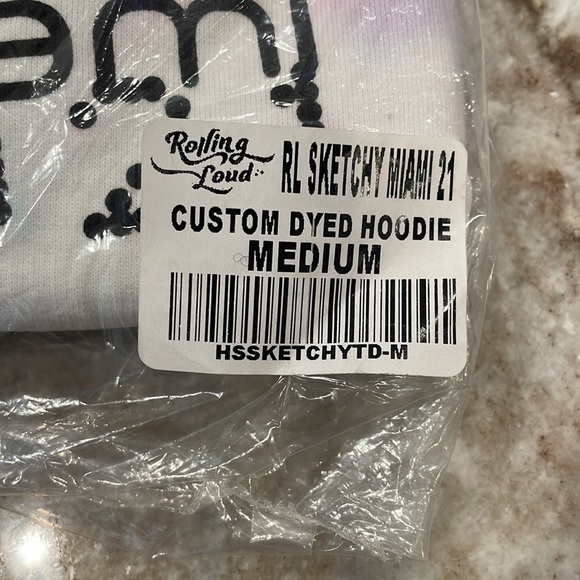 Rolling
Loud
RL SKETCHY MIAMI 21
CUSTOM DYED HOODIE
MEDIUM
HSSKETCHYTD-M